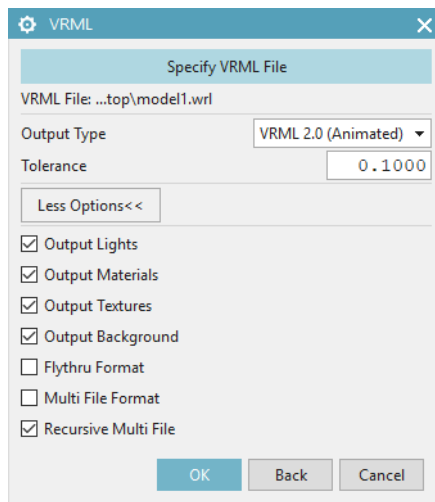 VRML
Specify VRML File
VRML File: ...top\model1.wrl
Output Type VRML 2.0 (Animated)
Tolerance 0.1000
Less Options<<
Output Lights
Output Materials
Output Textures
Output Background
Flythru Format
Multi File Format
Recursive Multi File
OK Back Cancel